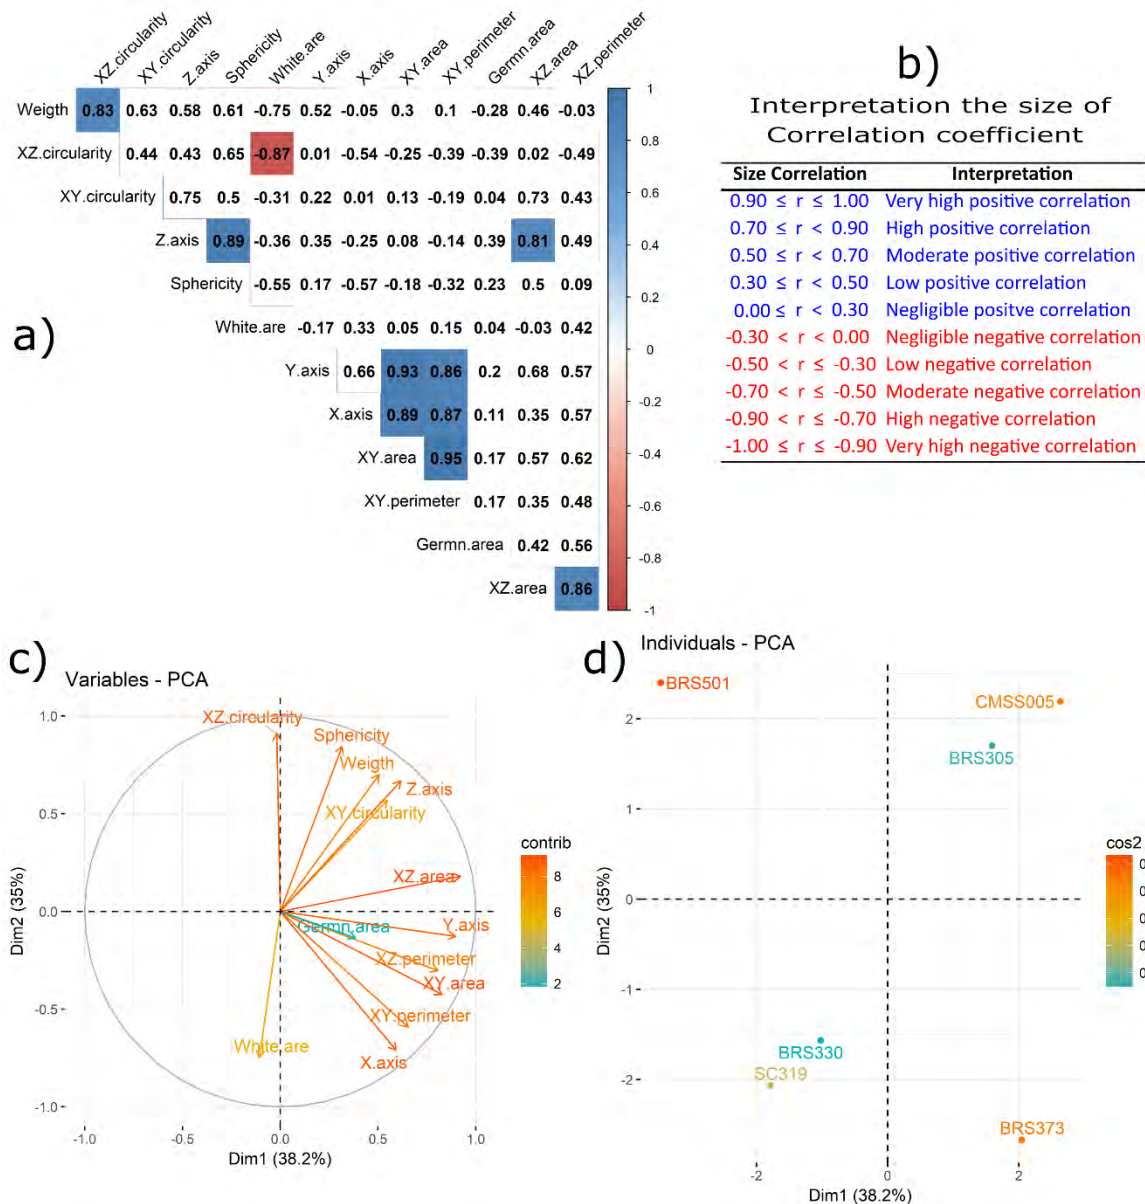 a)
XZ.circularity XY.circularity Z.axis Sphericity White.are Y.axis X.axis XY.area XY.perimeter Germn.area XZ.area XZ.perimeter
Weigth 0.83 0.63 0.58 0.61 -0.75 0.52 -0.05 0.3 0.1 -0.28 0.46 -0.03
XZ.circularity 0.44 0.43 0.65 -0.87 0.01 -0.54 -0.25 -0.39 -0.39 0.02 -0.49
XY.circularity 0.75 0.5 -0.31 0.22 0.01 0.13 -0.19 0.04 0.73 0.43
Z.axis 0.89 -0.36 0.35 -0.25 0.08 -0.14 0.39 0.81 0.49
Sphericity -0.55 0.17 -0.57 -0.18 -0.32 0.23 0.5 0.09
White.are -0.17 0.33 0.05 0.15 0.04 -0.03 0.42
Y.axis 0.66 0.93 0.86 0.2 0.68 0.57
X.axis 0.89 0.87 0.11 0.35 0.57
XY.area 0.95 0.17 0.57 0.62
XY.perimeter 0.17 0.35 0.48
Germn.area 0.42 0.56
XZ.area 0.86
1
0.8
0.6
0.4
0.2
0
-0.2
-0.4
-0.6
-0.8
-1
b)
Interpretation the size of
Correlation coefficient
Size Correlation Interpretation
0.90 ≤ r ≤ 1.00 Very high positive correlation
0.70 ≤ r < 0.90 High positive correlation
0.50 ≤ r < 0.70 Moderate positive correlation
0.30 ≤ r < 0.50 Low positive correlation
0.00 ≤ r < 0.30 Negligible positve correlation
-0.30 < r < 0.00 Negligible negative correlation
-0.50 < r ≤ -0.30 Low negative correlation
-0.70 < r ≤ -0.50 Moderate negative correlation
-0.90 < r ≤ -0.70 High negative correlation
-1.00 ≤ r ≤ -0.90 Very high negative correlation
c)
Variables - PCA
1.0
0.5
0.0
-0.5
-1.0
Dim2 (35%)
XZ.circularity
Sphericity
Weigth
Z.axis
XY.circularity
XZ.area
Germn.area
Y.axis
XZ.perimeter
XY.area
XY.perimeter
White.are
X.axis
-1.0 -0.5 0.0 0.5 1.0
Dim1 (38.2%)
contrib
8
6
4
2
d)
Individuals - PCA
2
1
0
-1
-2
Dim2 (35%)
BRS501
CMSS005
BRS305
BRS330
SC319
BRS373
-2 0 2
Dim1 (38.2%)
cos2